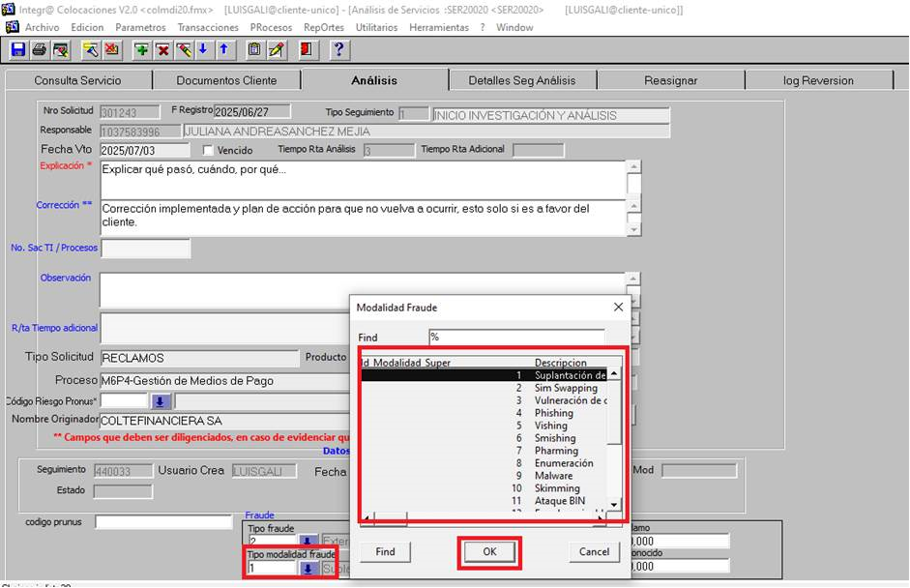 Integr@ Colocaciones V2.0 <colmdi20.fmx> [LUISGALI@cliente-unico] - [Análisis de Servicios :SER20020 <SER20020> [LUISGALI@cliente-unico]]
Archivo Edicion Parametros Transacciones PRocesos RepOrtes Utilitarios Herramientas ? Window
Consulta Servicio Documentos Cliente Análisis Detalles Seg Análisis Reasignar log Reversion
Nro Solicitud 301243 F Registro 2025/06/27 Tipo Seguimiento 1 INICIO INVESTIGACIÓN Y ANÁLISIS
Responsable 1037583996 JULIANA ANDREASANCHEZ MEJIA
Fecha Vto 2025/07/03 Vencido Tiempo Rta Análisis 3 Tiempo Rta Adicional
Explicación * Explicar qué pasó, cuándo, por qué...
Corrección ** Corrección implementada y plan de acción para que no vuelva a ocurrir, esto solo si es a favor del
cliente.
No. Sac TI / Procesos
Observación
R/ta Tiempo adicional
Tipo Solicitud RECLAMOS Producto
Proceso M6P4-Gestión de Medios de Pago
Código Riesgo Pronus*
Nombre Originador COLTEFINANCIERA SA
** Campos que deben ser diligenciados, en caso de evidenciar qu
Datos
Seguimiento 440033 Usuario Crea LUISGALI Fecha Mod
Estado
codigo prunus
Fraude
Tipo fraude
2 Exter
Tipo modalidad fraude
1 Supl
lamo
0,000
onocido
0,000
Modalidad Fraude
Find %
Id Modalidad Super Descripcion
1 Suplantación de
2 Sim Swapping
3 Vulneración de c
4 Phishing
5 Vishing
6 Smishing
7 Pharming
8 Enumeración
9 Malware
10 Skimming
11 Ataque BIN
Find OK Cancel